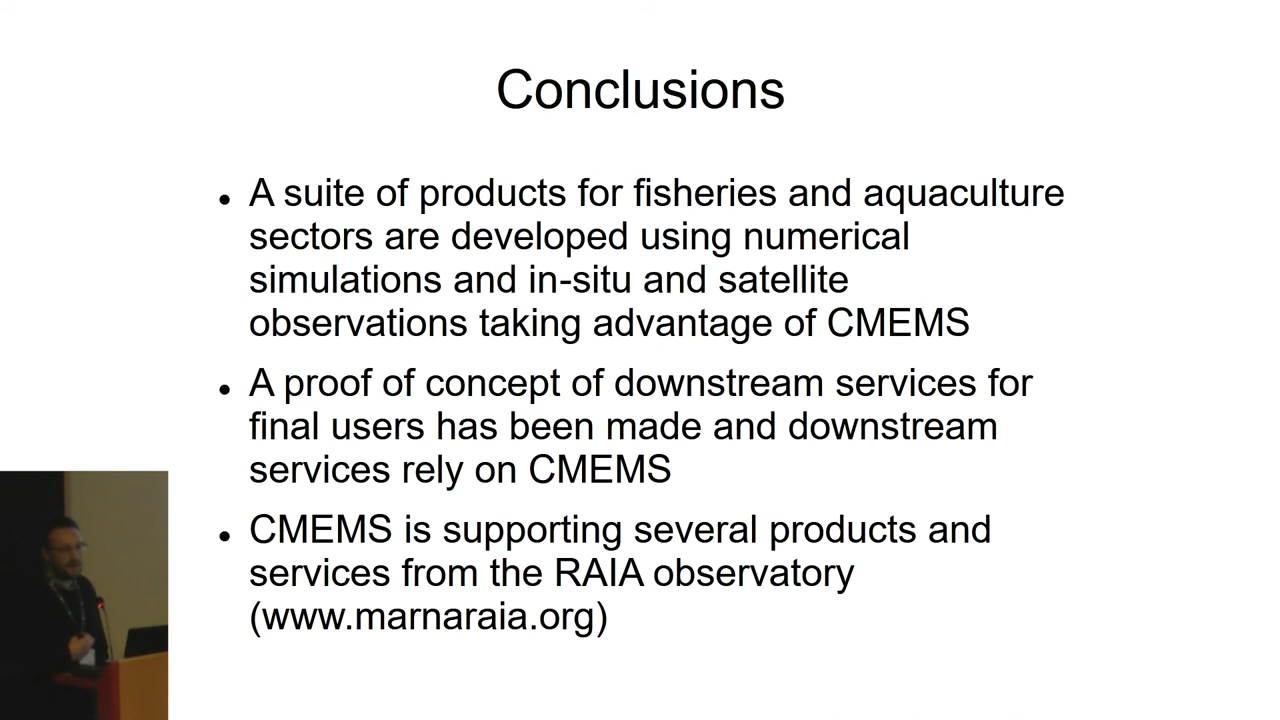 Conclusions
● A suite of products for fisheries and aquaculture
sectors are developed using numerical
simulations and in-situ and satellite
observations taking advantage of CMEMS
● A proof of concept of downstream services for
final users has been made and downstream
services rely on CMEMS
● CMEMS is supporting several products and
services from the RAIA observatory
(www.marnaraia.org)